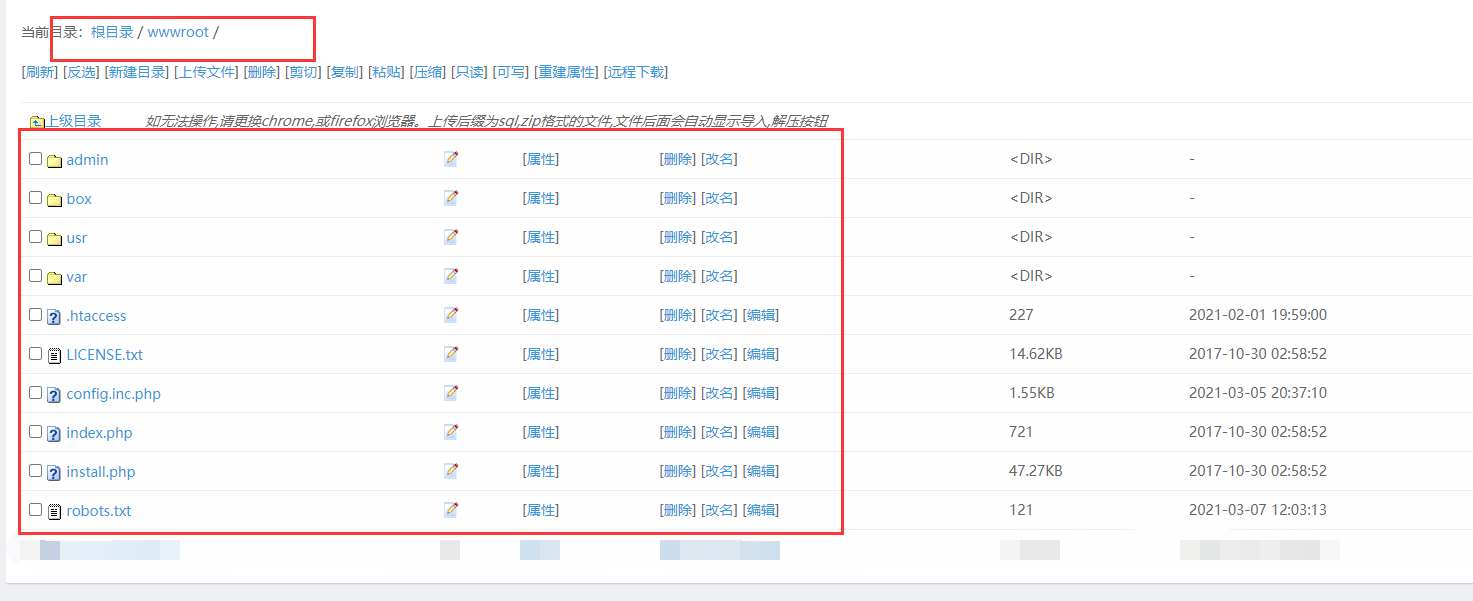 当前目录：根目录 / wwwroot /
[刷新] [反选] [新建目录] [上传文件] [删除] [剪切] [复制] [粘贴] [压缩] [只读] [可写] [重建属性] [远程下载]
上级目录 如无法操作,请更换chrome,或firefox浏览器。上传后缀为sql,zip格式的文件,文件后面会自动显示导入,解压按钮
admin [属性] [删除] [改名] <DIR> -
box [属性] [删除] [改名] <DIR> -
usr [属性] [删除] [改名] <DIR> -
var [属性] [删除] [改名] <DIR> -
.htaccess [属性] [删除] [改名] [编辑] 227 2021-02-01 19:59:00
LICENSE.txt [属性] [删除] [改名] [编辑] 14.62KB 2017-10-30 02:58:52
config.inc.php [属性] [删除] [改名] [编辑] 1.55KB 2021-03-05 20:37:10
index.php [属性] [删除] [改名] [编辑] 721 2017-10-30 02:58:52
install.php [属性] [删除] [改名] [编辑] 47.27KB 2017-10-30 02:58:52
robots.txt [属性] [删除] [改名] [编辑] 121 2021-03-07 12:03:13